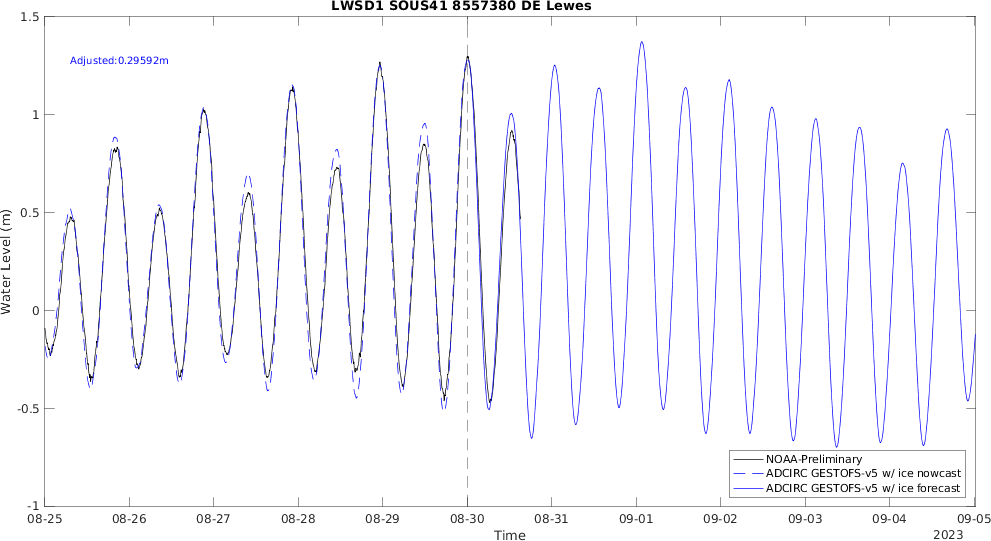 LWSD1 SOUS41 8557380 DE Lewes
1.5
Adjusted:0.29592m
1
0.5
0
-0.5
-1
Water Level (m)
NOAA-Preliminary
ADCIRC GESTOFS-v5 w/ ice nowcast
ADCIRC GESTOFS-v5 w/ ice forecast
08-25 08-26 08-27 08-28 08-29 08-30 08-31 09-01 09-02 09-03 09-04 09-05
Time
2023